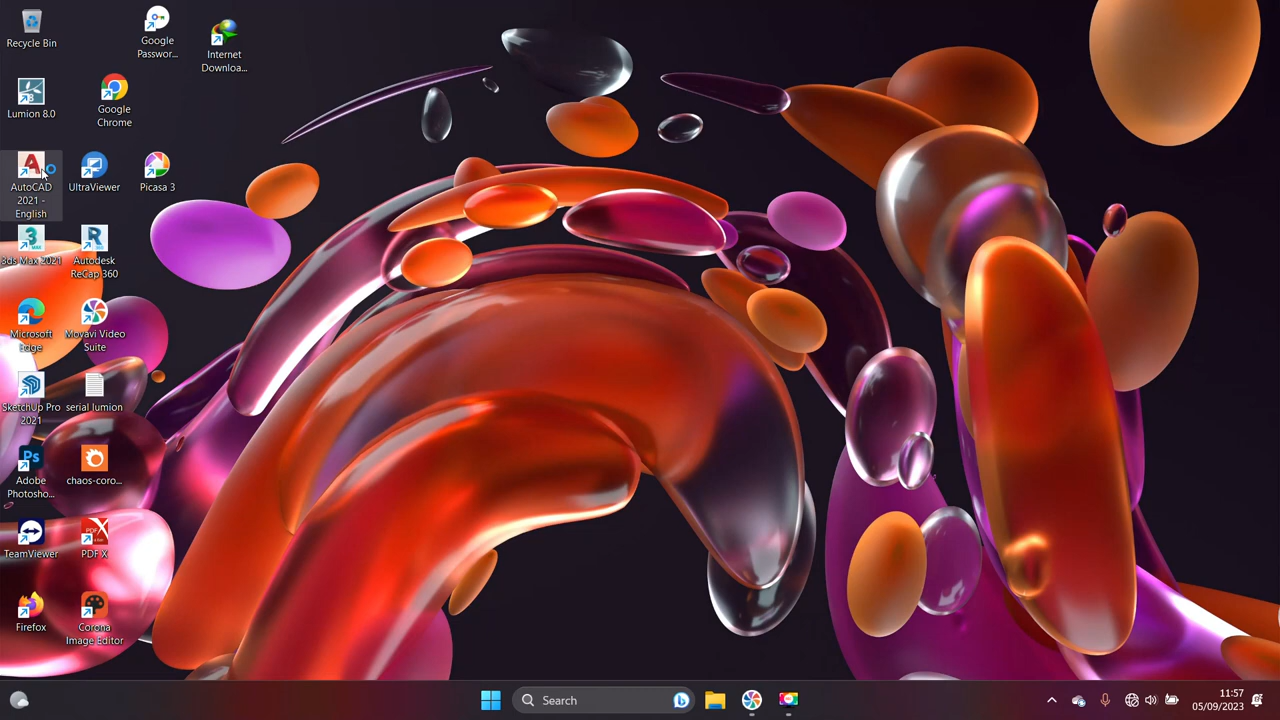 Recycle Bin
Google
Passwor...
Internet
Downloa...
Lumion 8.0
Google
Chrome
AutoCAD
2021 -
English
UltraViewer
Picasa 3
3ds Max 2021
Autodesk
ReCap 360
Microsoft
Edge
Movavi Video
Suite
SketchUp Pro
2021
serial lumion
Ps
Adobe
Photosho...
chaos-coro...
TeamViewer
PDF X
Firefox
Corona
Image Editor
Search
11:57
05/09/2023